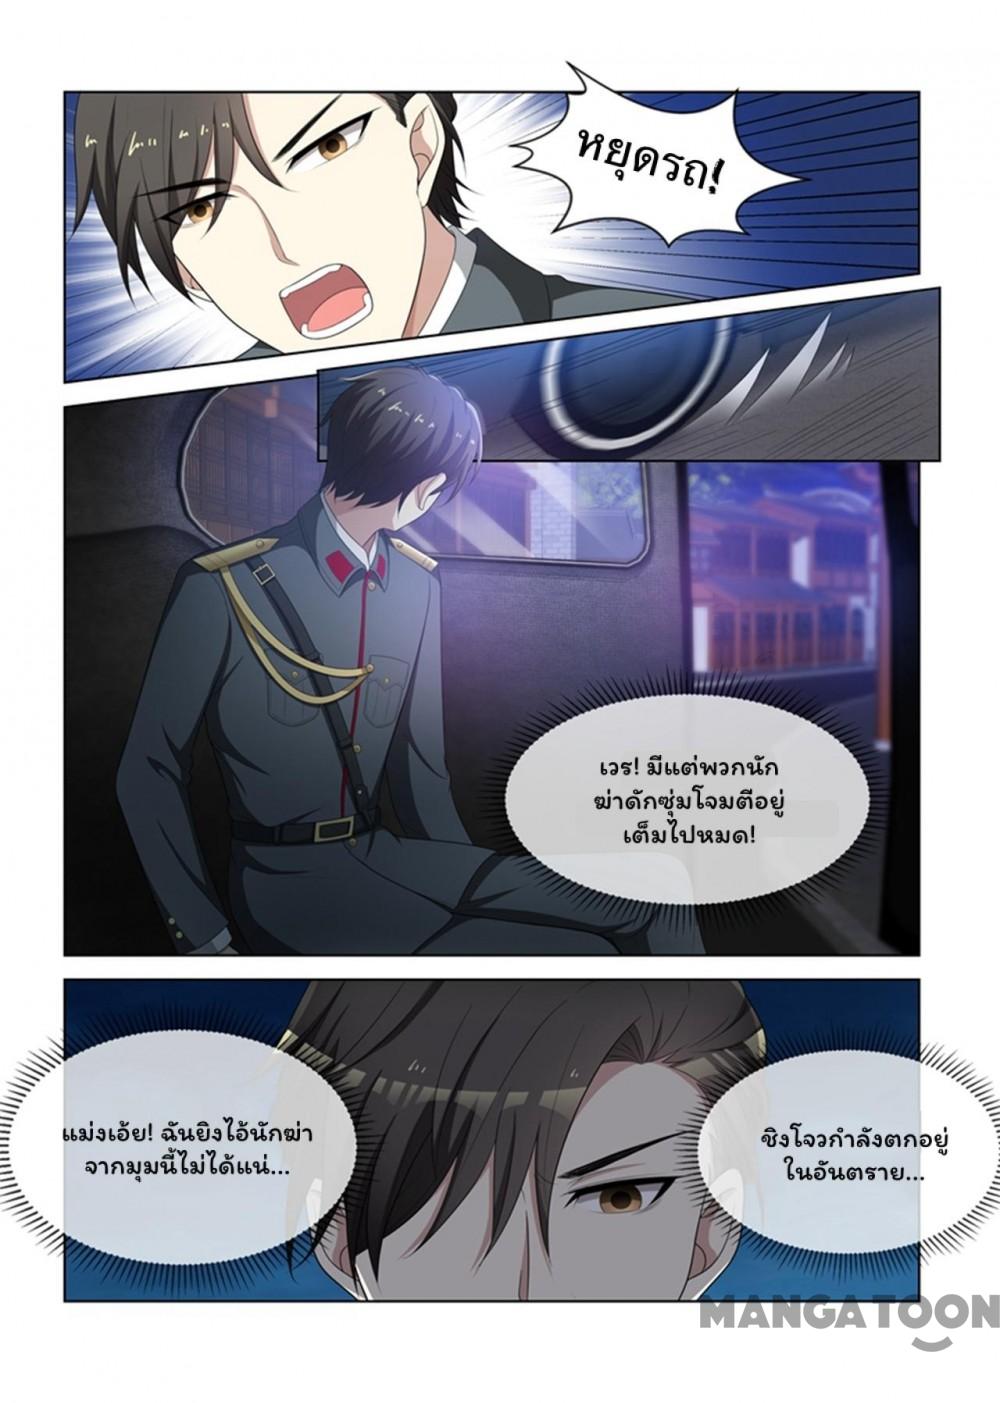 หยุดรถ!
เวร! มีแต่พวกนัก
ฆ่าดักซุ่มโจมตีอยู่
เต็มไปหมด!
แม่งเอ้ย! ฉันยิงไอ้นักฆ่า
จากมุมนี้ไม่ได้แน่...
ชิงโจวกำลังตกอยู่
ในอันตราย...
MANGATOON